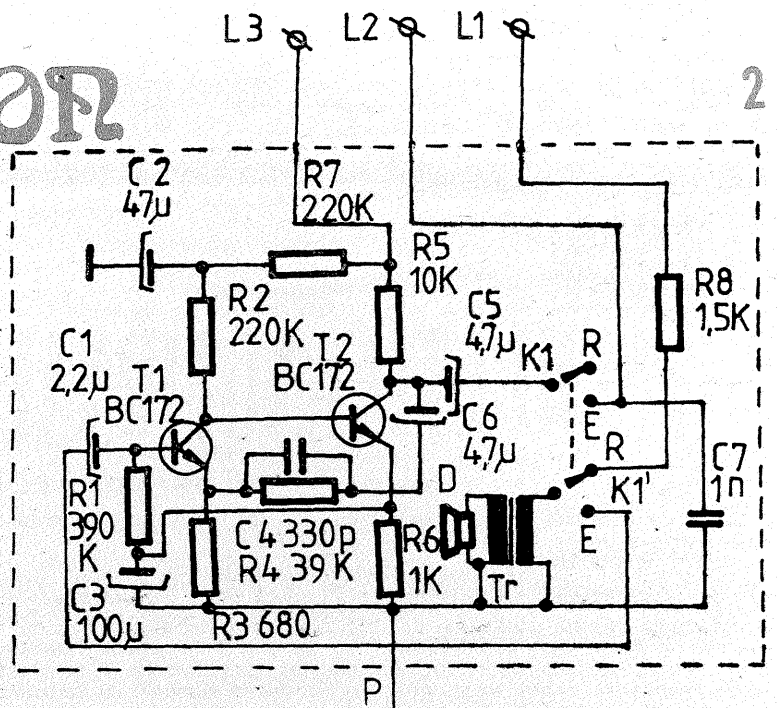 L3 L2 L1
2
C2
47µ
R7
220K
R5
10K
R2
220K
C5
4,7µ
R8
1,5K
C1
2,2µ
T1
BC172
T2
BC172
K1
R
E
C6
4,7µ
R
K1'
E
C7
1n
D
R1
390
K
C4 330p
R4 39K
R6
1K
Tr
C3
100µ
R3 680
P